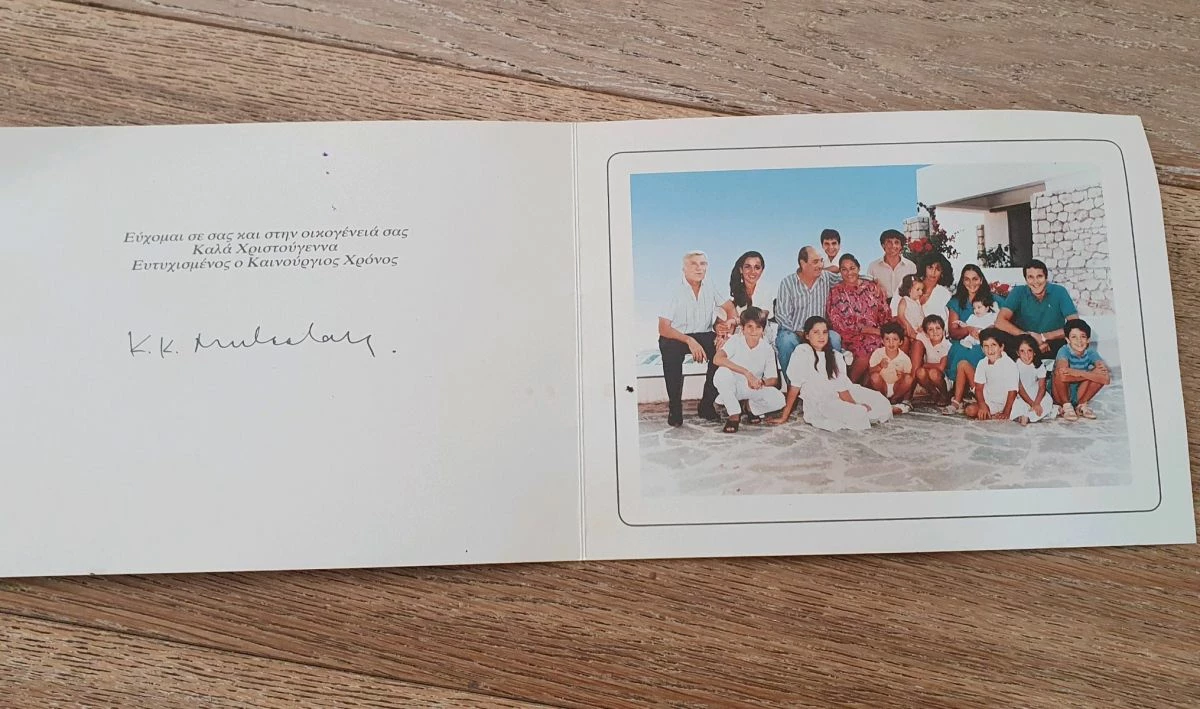 Εύχομαι σε σας και στην οικογένειά σας
Καλά Χριστούγεννα
Ευτυχισμένος ο Καινούργιος Χρόνος
Κ.Κ.